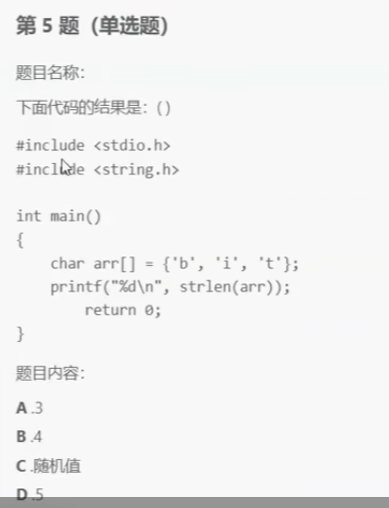 第 5 题（单选题）
题目名称：
下面代码的结果是：( )
#include <stdio.h>
#include <string.h>
int main()
{
    char arr[] = {'b', 'i', 't'};
    printf("%d\n", strlen(arr));
        return 0;
}
题目内容：
A .3
B .4
C .随机值
D .5